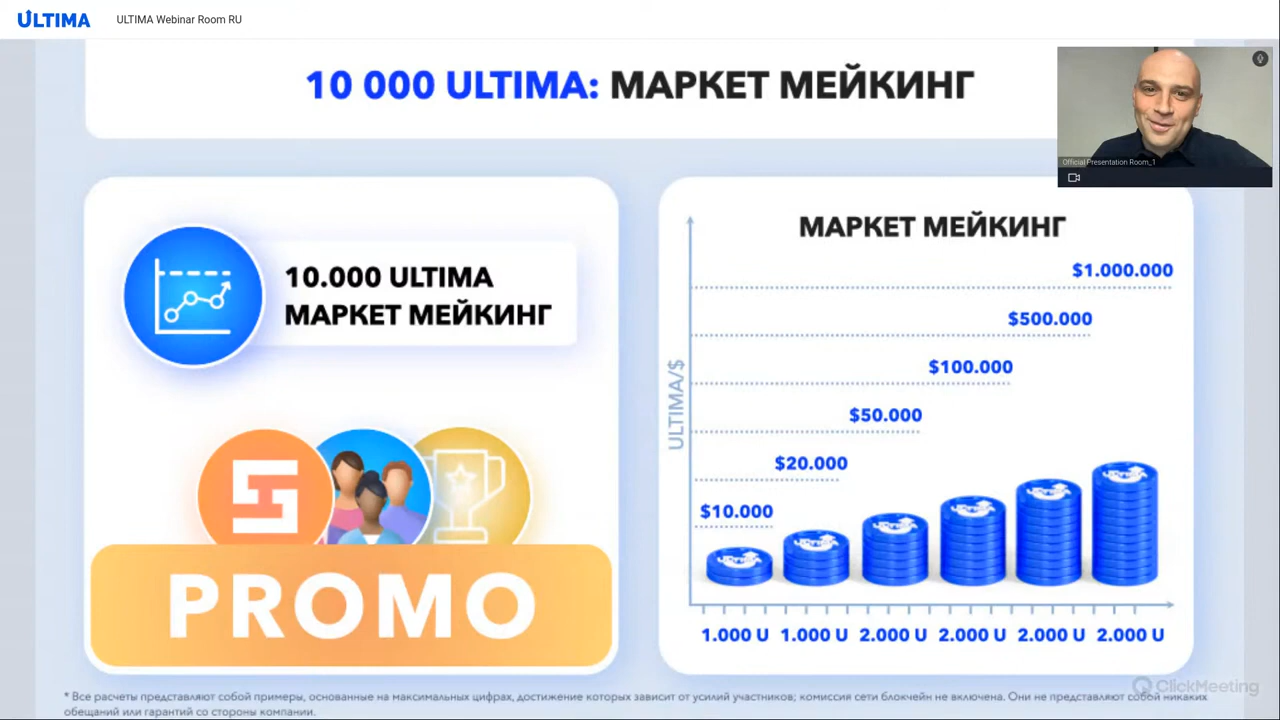 ULTIMA
ULTIMA Webinar Room RU
10 000 ULTIMA: МАРКЕТ МЕЙКИНГ
Official Presentation Room_1
10.000 ULTIMA
МАРКЕТ МЕЙКИНГ
PROMO
МАРКЕТ МЕЙКИНГ
ULTIMA/$
$1.000.000
$500.000
$100.000
$50.000
$20.000
$10.000
1.000 U 1.000 U 2.000 U 2.000 U 2.000 U 2.000 U
* Все расчеты представляют собой примеры, основанные на максимальных цифрах, достижение которых зависит от усилий участников; комиссия сети блокчейн не включена. Они не представляют собой никаких
обещаний или гарантий со стороны компании.
ClickMeeting